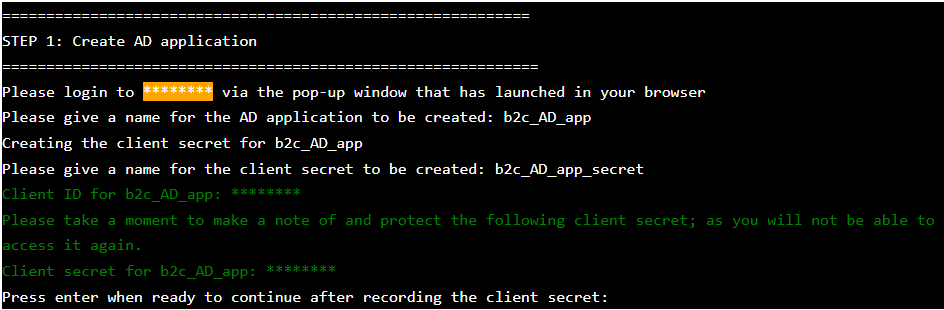 ============================================================
STEP 1: Create AD application
=============================================================
Please login to ******** via the pop-up window that has launched in your browser
Please give a name for the AD application to be created: b2c_AD_app
Creating the client secret for b2c_AD_app
Please give a name for the client secret to be created: b2c_AD_app_secret
Client ID for b2c_AD_app: ********
Please take a moment to make a note of and protect the following client secret; as you will not be able to
access it again.
Client secret for b2c_AD_app: ********
Press enter when ready to continue after recording the client secret: